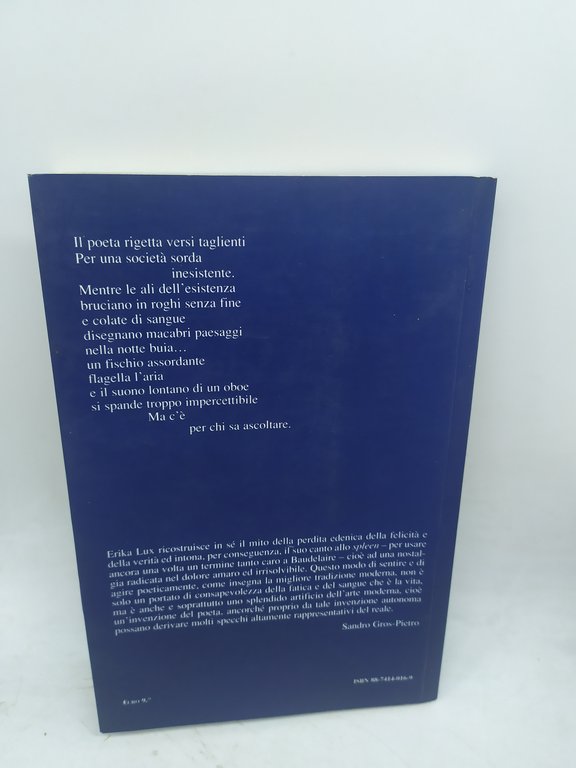 Il poeta rigetta versi taglienti
Per una società sorda
inesistente.
Mentre le ali dell'esistenza
bruciano in roghi senza fine
e colate di sangue
disegnano macabri paesaggi
nella notte buia...
un fischio assordante
flagella l'aria
e il suono lontano di un oboe
si spande troppo impercettibile
Ma c'è
per chi sa ascoltare.
Erika Lux ricostruisce in sé il mito della perdita edenica della felicità e
della verità ed intona, per conseguenza, il suo canto allo spleen – per usare
ancora una volta un termine tanto caro a Baudelaire – cioè ad una nostal-
gia radicata nel dolore amaro ed irrisolvibile. Questo modo di sentire e di
agire poeticamente, come insegna la migliore tradizione moderna, non è
solo un portato di consapevolezza della fatica e del sangue che è la vita,
ma è anche e soprattutto uno splendido artificio dell'arte moderna, cioè
un'invenzione del poeta, ancorché proprio da tale invenzione autonoma
possano derivare molti specchi altamente rappresentativi del reale.
Sandro Gros-Pietro
ISBN 88-7414-016-9
EURO 9,